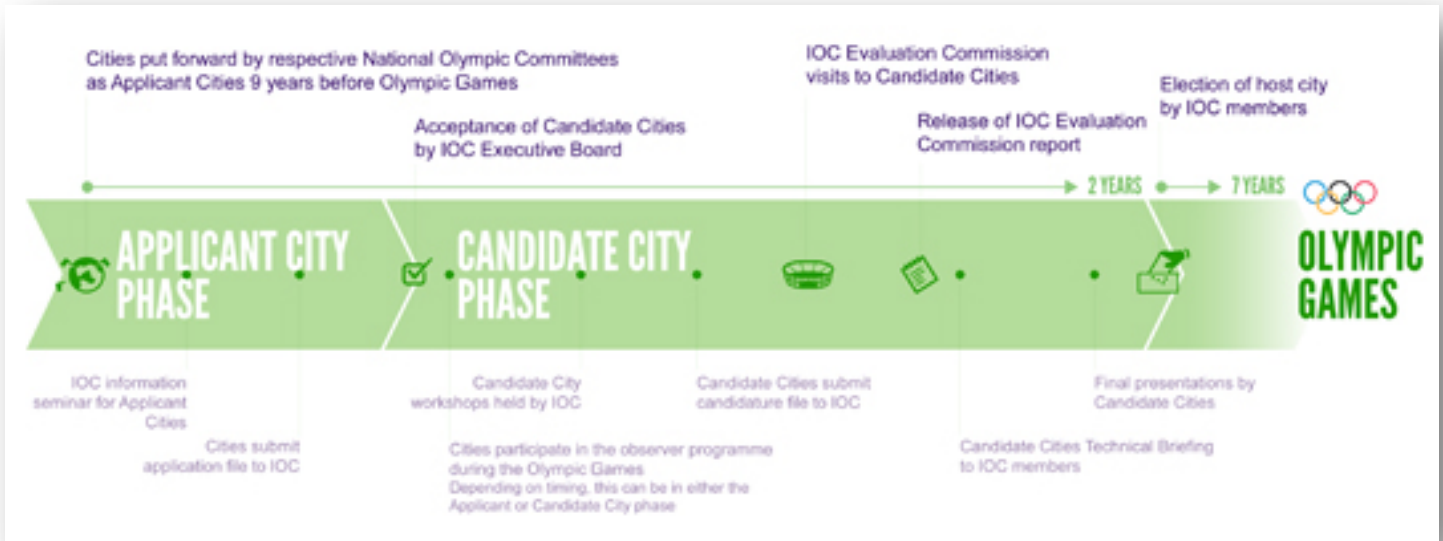 Cities put forward by respective National Olympic Committees
as Applicant Cities 9 years before Olympic Games
Acceptance of Candidate Cities
by IOC Executive Board
IOC Evaluation Commission
visits to Candidate Cities
Release of IOC Evaluation
Commission report
Election of host city
by IOC members
2 YEARS
7 YEARS
APPLICANT CITY
PHASE
CANDIDATE CITY
PHASE
OLYMPIC
GAMES
IOC information
seminar for Applicant
Cities
Cities submit
application file to IOC
Candidate City
workshops held by IOC
Cities participate in the observer programme
during the Olympic Games
Depending on timing, this can be in either the
Applicant or Candidate City phase
Candidate Cities submit
candidature file to IOC
Candidate Cities Technical Briefing
to IOC members
Final presentations by
Candidate Cities